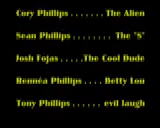 Cory Phillips . . . . . . . The Alien
Sean Phillips . . . . . . . . The "S"
Josh Fojas . . . . .The Cool Dude
Rennéa Phillips . . . . Betty Lou
Tony Phillips . . . . . . evil laugh